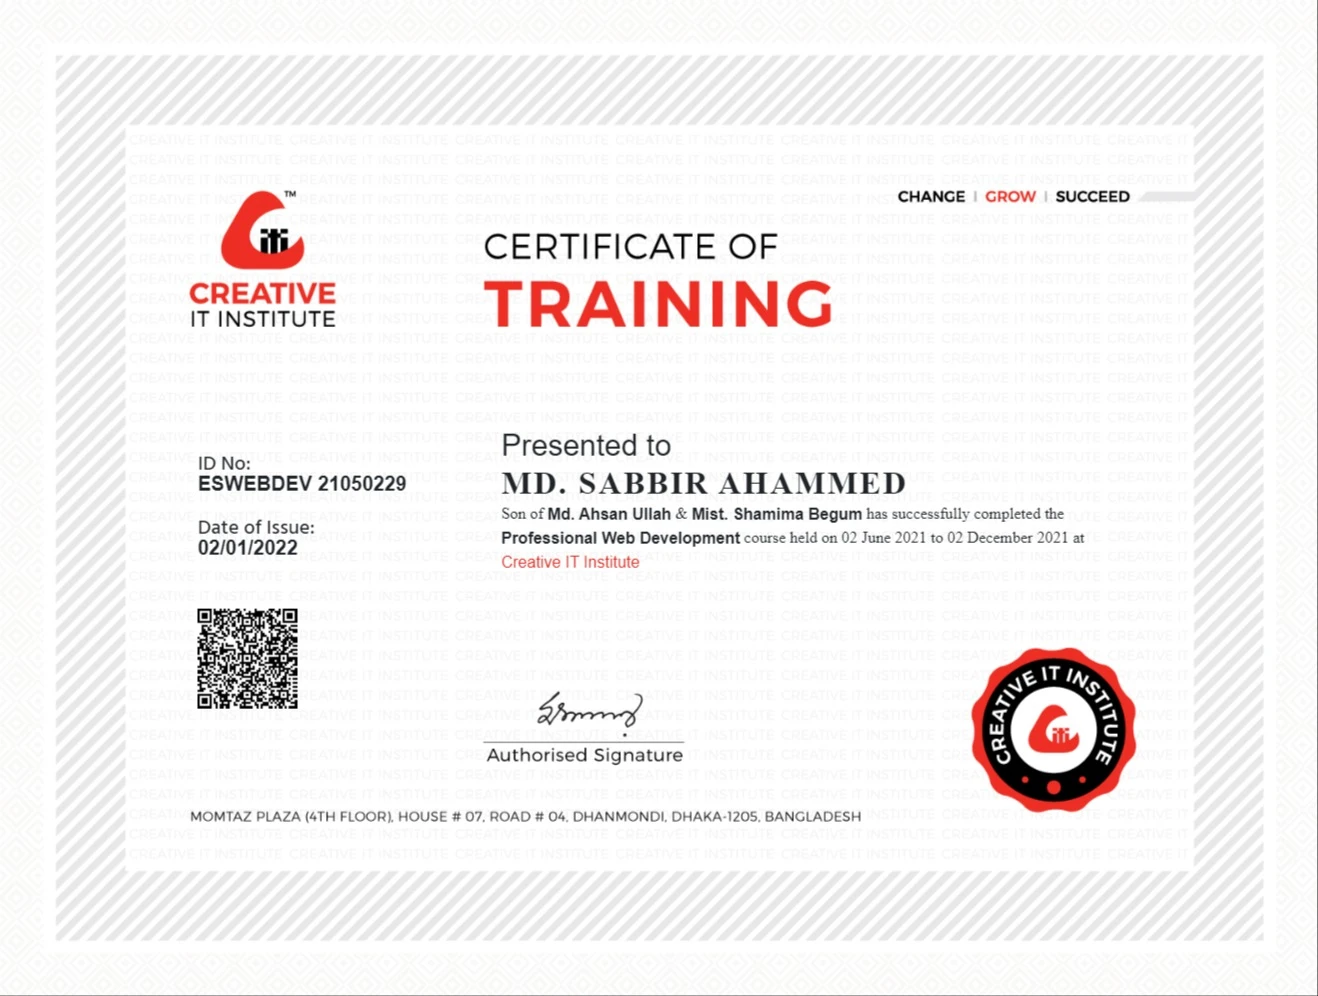 CHANGE | GROW | SUCCEED
iti
TM
CREATIVE
IT INSTITUTE
CERTIFICATE OF
TRAINING
ID No:
ESWEBDEV 21050229
Date of Issue:
02/01/2022
Presented to
MD. SABBIR AHAMMED
Son of Md. Ahsan Ullah & Mist. Shamima Begum has successfully completed the
Professional Web Development course held on 02 June 2021 to 02 December 2021 at
Creative IT Institute
Authorised Signature
CREATIVE IT INSTITUTE
iti
MOMTAZ PLAZA (4TH FLOOR), HOUSE # 07, ROAD # 04, DHANMONDI, DHAKA-1205, BANGLADESH